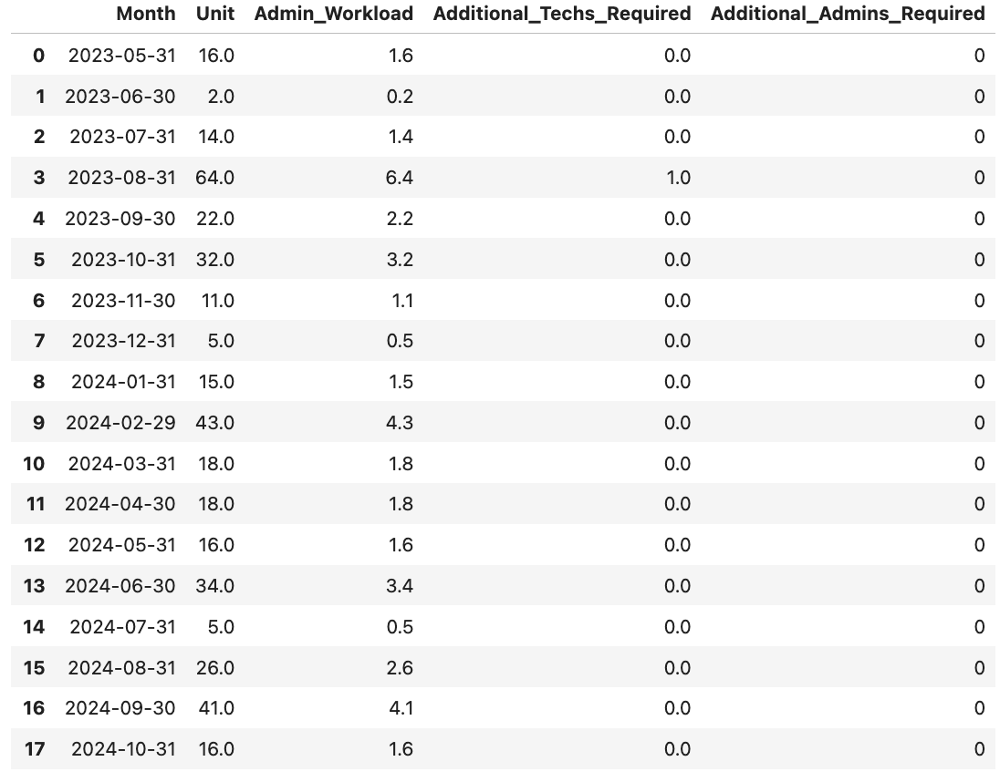 Month Unit Admin_Workload Additional_Techs_Required Additional_Admins_Required
0 2023-05-31 16.0 1.6 0.0 0
1 2023-06-30 2.0 0.2 0.0 0
2 2023-07-31 14.0 1.4 0.0 0
3 2023-08-31 64.0 6.4 1.0 0
4 2023-09-30 22.0 2.2 0.0 0
5 2023-10-31 32.0 3.2 0.0 0
6 2023-11-30 11.0 1.1 0.0 0
7 2023-12-31 5.0 0.5 0.0 0
8 2024-01-31 15.0 1.5 0.0 0
9 2024-02-29 43.0 4.3 0.0 0
10 2024-03-31 18.0 1.8 0.0 0
11 2024-04-30 18.0 1.8 0.0 0
12 2024-05-31 16.0 1.6 0.0 0
13 2024-06-30 34.0 3.4 0.0 0
14 2024-07-31 5.0 0.5 0.0 0
15 2024-08-31 26.0 2.6 0.0 0
16 2024-09-30 41.0 4.1 0.0 0
17 2024-10-31 16.0 1.6 0.0 0